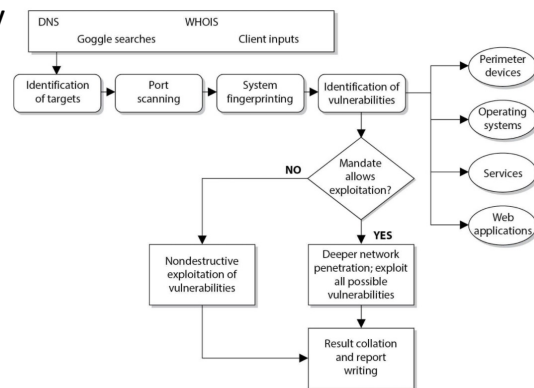 DNS WHOIS
Goggle searches Client inputs
Identification
of targets
Port
scanning
System
fingerprinting
Identification of
vulnerabilities
Perimeter
devices
Operating
systems
Services
Web
applications
Mandate
allows
exploitation?
NO
YES
Nondestructive
exploitation of
vulnerabilities
Deeper network
penetration; exploit
all possible
vulnerabilities
Result collation
and report
writing